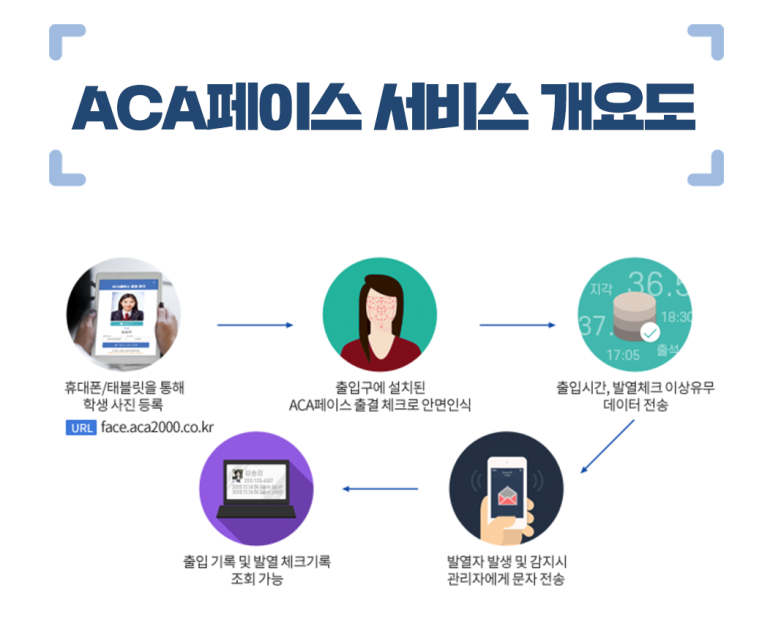 ACA페이스 서비스 개요도
휴대폰/태블릿을 통해
학생 사진 등록
URL face.aca2000.co.kr
출입구에 설치된
ACA페이스 출결 체크로 안면인식
지각 36.5
37. 18:30
17:05 출석
출입시간, 발열체크 이상유무
데이터 전송
발열자 발생 및 감지시
관리자에게 문자 전송
출입 기록 및 발열 체크기록
조회 가능